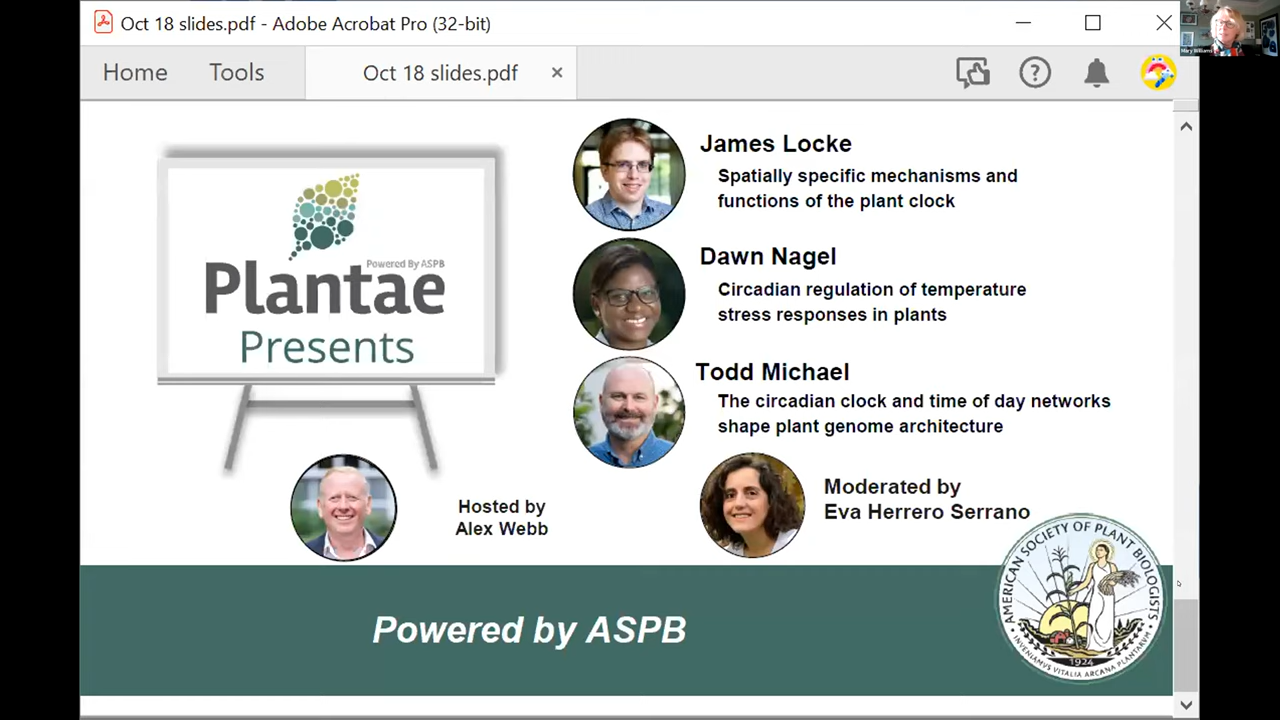 Oct 18 slides.pdf - Adobe Acrobat Pro (32-bit)
Mary Williams
Home
Tools
Oct 18 slides.pdf
Powered By ASPB
Plantae
Presents
James Locke
Spatially specific mechanisms and
functions of the plant clock
Dawn Nagel
Circadian regulation of temperature
stress responses in plants
Todd Michael
The circadian clock and time of day networks
shape plant genome architecture
Hosted by
Alex Webb
Moderated by
Eva Herrero Serrano
AMERICAN SOCIETY OF PLANT BIOLOGISTS
INVENIAMUS VITALIA ARCANA PLANTARUM
1924
Powered by ASPB